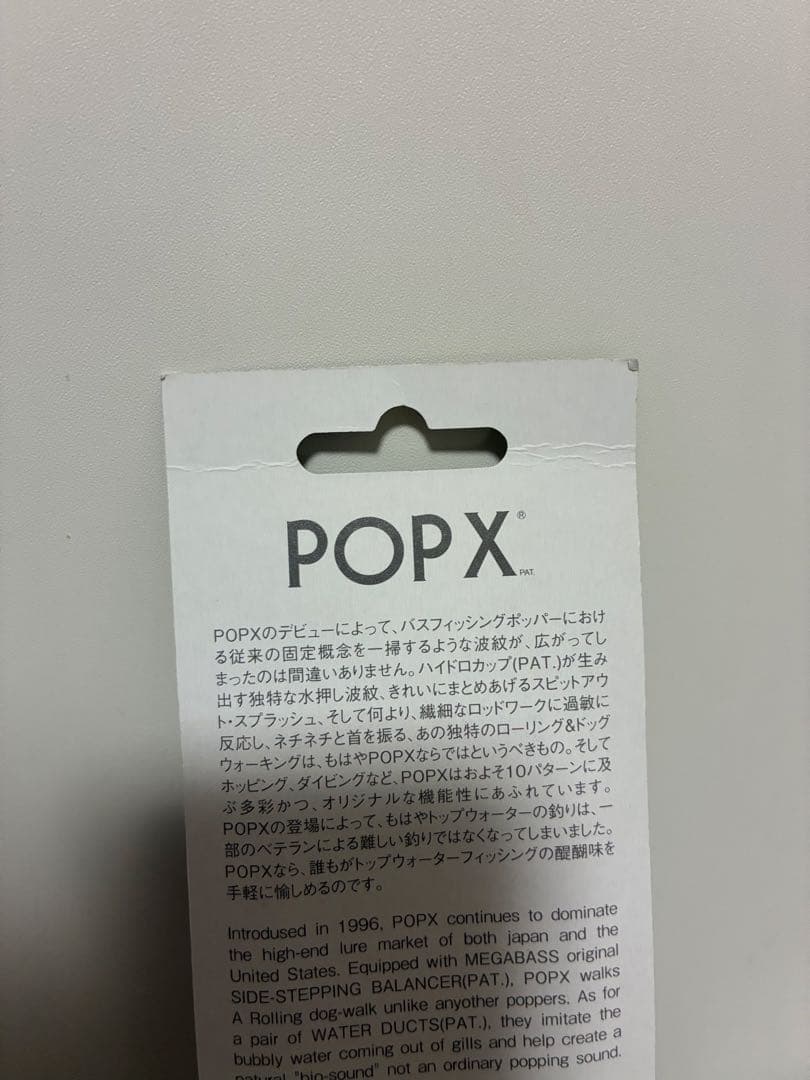 POPX®
PAT.
POPXのデビューによって、バスフィッシングポッパーにおけ
る従来の固定概念を一掃するような波紋が、広がってし
まったのは間違いありません。ハイドロカップ(PAT.)が生み
出す独特な水押し波紋、きれいにまとめあげるスピットアウ
ト・スプラッシュ、そして何より、繊細なロッドワークに過敏に
反応し、ネチネチと首を振る、あの独特のローリング&ドッグ
ウォーキングは、もはやPOPXならではというべきもの。そして
ホッピング、ダイビングなど、POPXはおよそ10パターンに及
ぶ多彩かつ、オリジナルな機能性にあふれています。
POPXの登場によって、もはやトップウォーターの釣りは、一
部のベテランによる難しい釣りではなくなってしまいました。
POPXなら、誰もがトップウォーターフィッシングの醍醐味を
手軽に愉しめるのです。
Introdused in 1996, POPX continues to dominate
the high-end lure market of both japan and the
United States. Equipped with MEGABASS original
SIDE-STEPPING BALANCER(PAT.), POPX walks
A Rolling dog-walk unlike anyother poppers. As for
a pair of WATER DUCTS(PAT.), they imitate the
bubbly water coming out of gills and help create a
natural "bio-sound" not an ordinary popping sound.